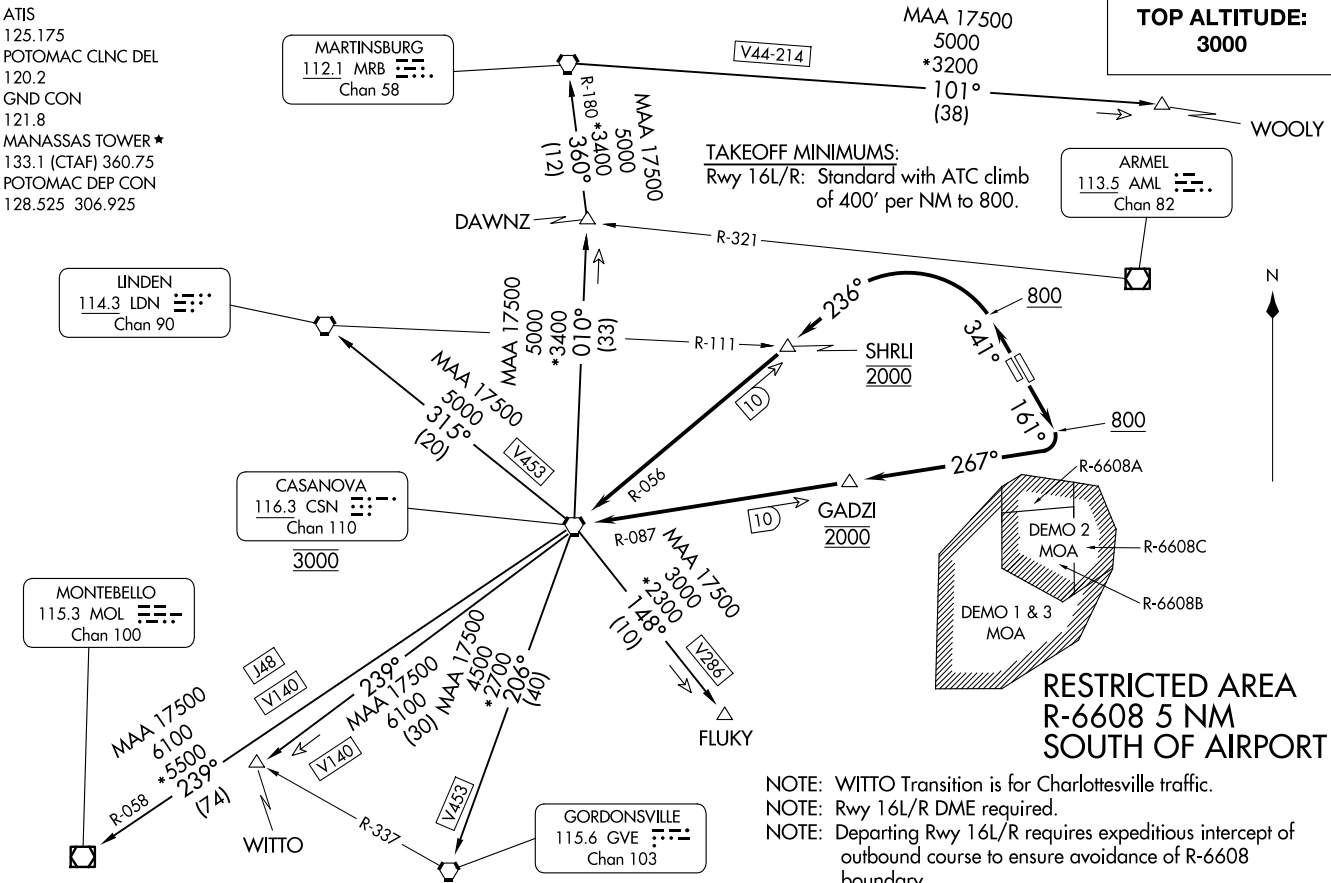 ATIS
125.175
POTOMAC CLNC DEL
120.2
GND CON
121.8
MANASSAS TOWER★
133.1 (CTAF) 360.75
POTOMAC DEP CON
128.525 306.925
MARTINSBURG
112.1 MRB
Chan 58
V44-214
MAA 17500
5000
*3200
101°
(38)
TOP ALTITUDE:
3000
WOOLY
R-180
MAA 17500
5000
*3400
360°
(12)
TAKEOFF MINIMUMS:
Rwy 16L/R: Standard with ATC climb
of 400' per NM to 800.
ARMEL
113.5 AML
Chan 82
DAWNZ
R-321
LINDEN
114.3 LDN
Chan 90
MAA 17500
5000
*3400
010°
(33)
R-111
236°
800
341°
N
SHRLI
2000
10
MAA 17500
5000
315°
(20)
V453
161°
800
267°
R-056
CASANOVA
116.3 CSN
Chan 110
3000
R-087
10
GADZI
2000
R-6608A
DEMO 2
MOA
R-6608C
R-6608B
DEMO 1 & 3
MOA
MAA 17500
3000
*2300
148°
(10)
V286
FLUKY
MONTEBELLO
115.3 MOL
Chan 100
J48
V140
239°
MAA 17500
6100
(30)
V140
MAA 17500
4500
*2700
206°
(40)
V453
MAA 17500
6100
*5500
239°
(74)
R-058
WITTO
R-337
GORDONSVILLE
115.6 GVE
Chan 103
RESTRICTED AREA
R-6608 5 NM
SOUTH OF AIRPORT
NOTE: WITTO Transition is for Charlottesville traffic.
NOTE: Rwy 16L/R DME required.
NOTE: Departing Rwy 16L/R requires expeditious intercept of
outbound course to ensure avoidance of R-6608
boundary.